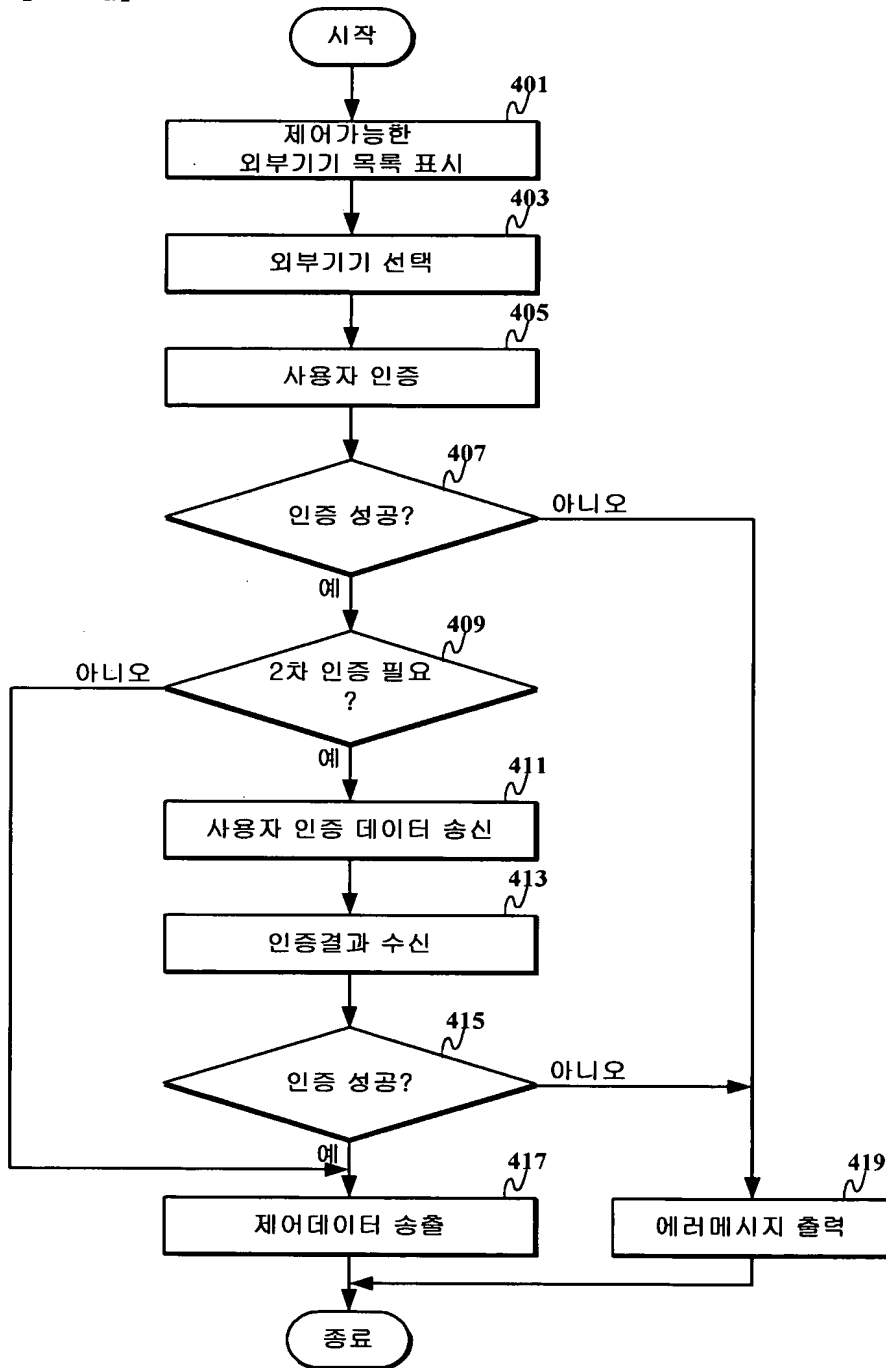 시작
401
제어가능한
외부기기 목록 표시
403
외부기기 선택
405
사용자 인증
407
인증 성공?
아니오
예
409
2차 인증 필요
?
아니오
예
411
사용자 인증 데이터 송신
413
인증결과 수신
415
인증 성공?
아니오
예
417
제어데이터 송출
419
에러메시지 출력
종료